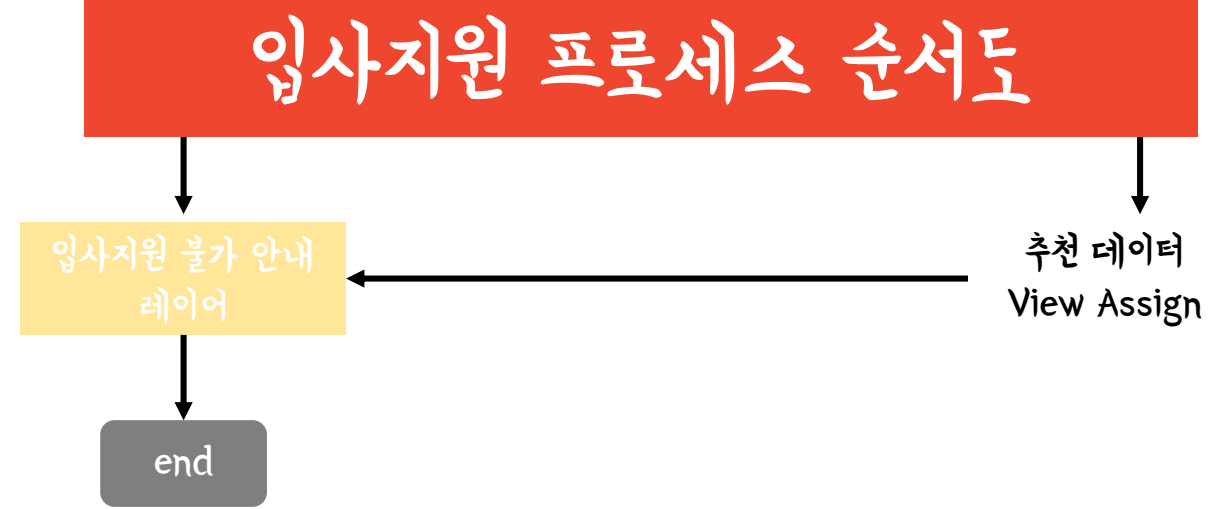 입사지원 프로세스 순서도
입사지원 불가 안내
레이어
추천 데이터
View Assign
end